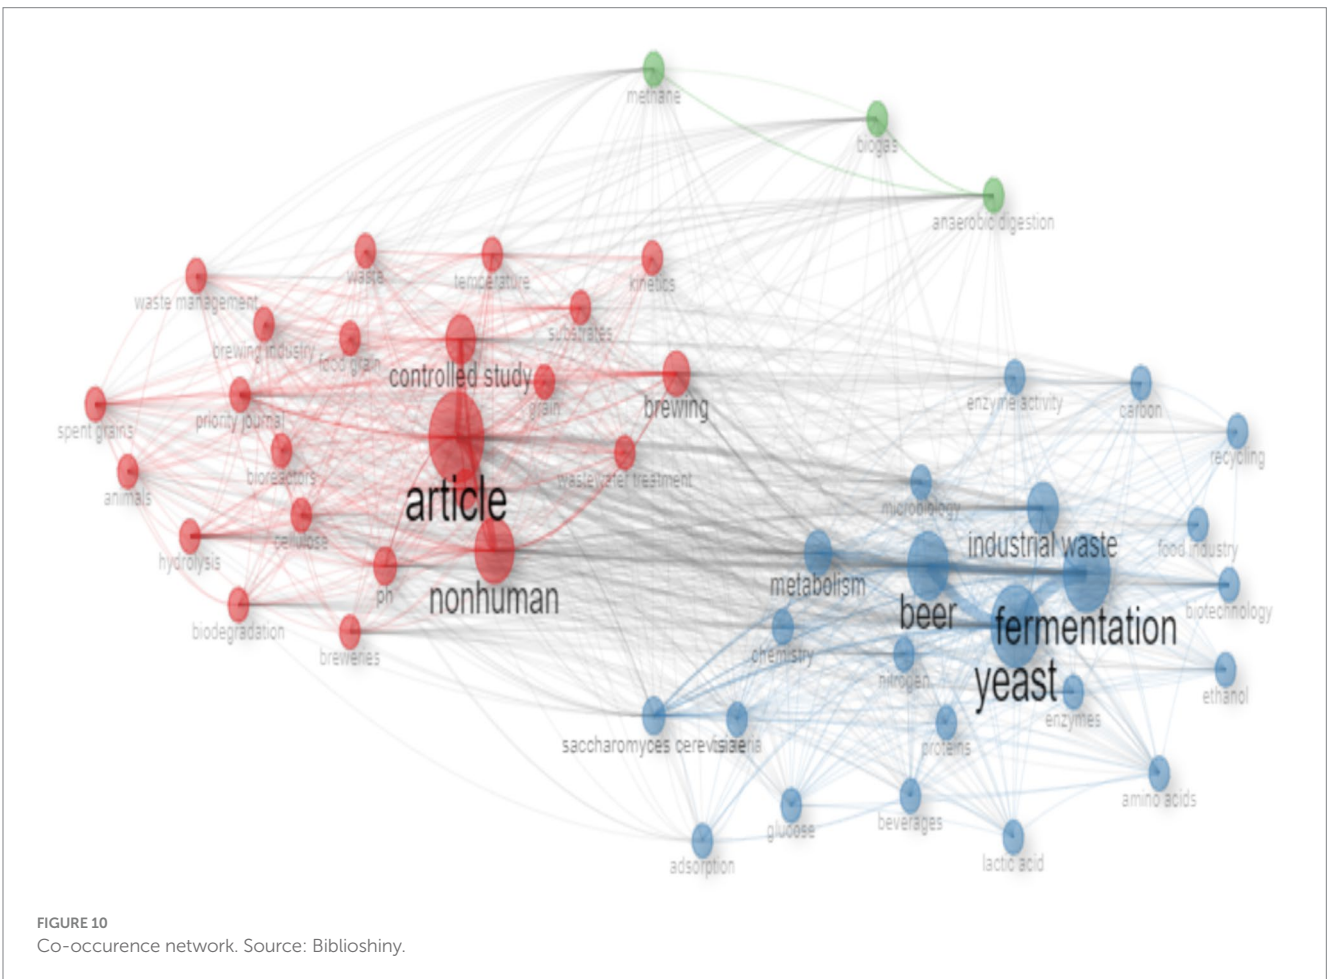 methane
biogas
anaerobic digestion
waste
temperature
kinetics
waste management
substrates
brewing industry
food grain
controlled study
grain
brewing
enzyme activity
carbon
priority journal
spent grains
recycling
bioreactors
wastewater treatment
animals
article
microbiology
cellulose
industrial waste
food industry
hydrolysis
metabolism
ph
nonhuman
beer
biotechnology
biodegradation
fermentation
breweries
chemistry
nitrogen
yeast
ethanol
enzymes
saccharomyces cerevisiae
bacteria
proteins
amino acids
glucose
beverages
adsorption
lactic acid
FIGURE 10
Co-occurence network. Source: Biblioshiny.